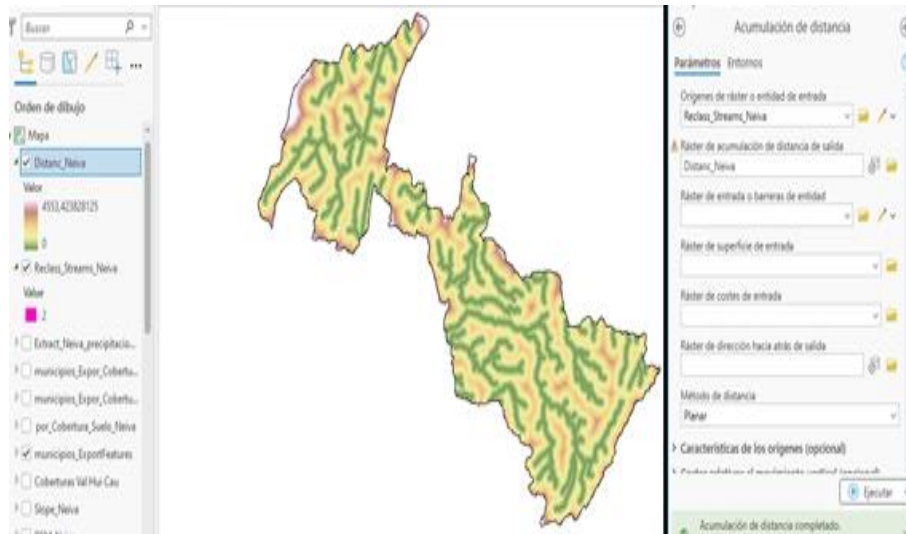 Buscar
Orden de dibujo
Mapa
Distanc_Neiva
Valor
4553,423828125
0
Reclass_Streams_Neiva
Value
2
Extract_Neiva_precipitacio...
municipios_Expor_Cobertu...
municipios_Expor_Cobertu...
por_Cobertura_Suelo_Neiva
municipios_ExportFeatures
Coberturas Val Hui Cau
Slope_Neiva
Acumulación de distancia
Parámetros Entornos
Orígenes de ráster o entidad de entrada
Reclass_Streams_Neiva
Ráster de acumulación de distancia de salida
Distanc_Neiva
Ráster de entrada o barreras de entidad
Ráster de superficie de entrada
Ráster de costes de entrada
Ráster de dirección hacia atrás de salida
Método de distancia
Planar
Características de los orígenes (opcional)
Ejecutar
Acumulación de distancia completado.